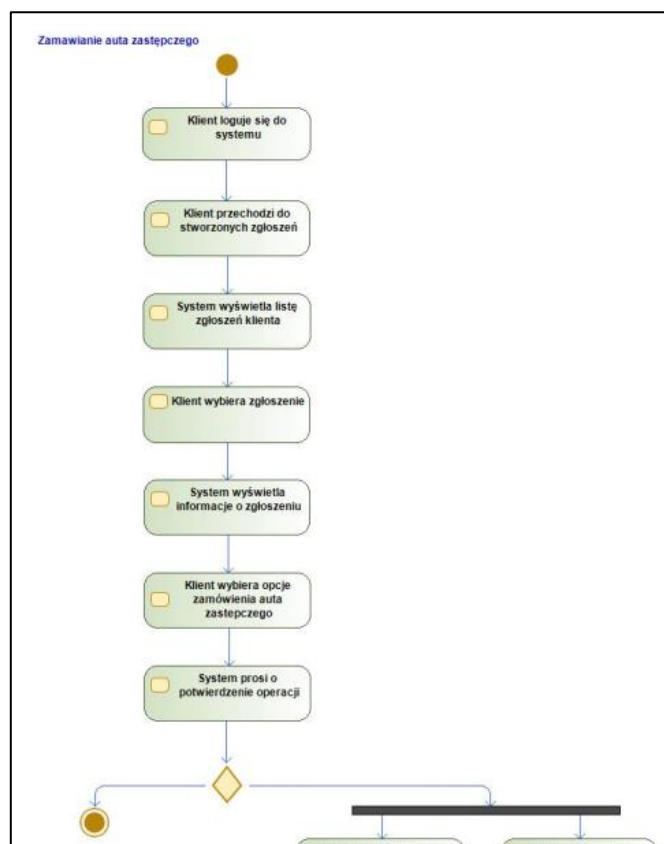 Zamawianie auta zastępczego
Klient loguje się do
systemu
Klient przechodzi do
stworzonych zgłoszeń
System wyświetla listę
zgłoszeń klienta
Klient wybiera zgłoszenie
System wyświetla
informacje o zgłoszeniu
Klient wybiera opcje
zamówienia auta
zastepczego
System prosi o
potwierdzenie operacji